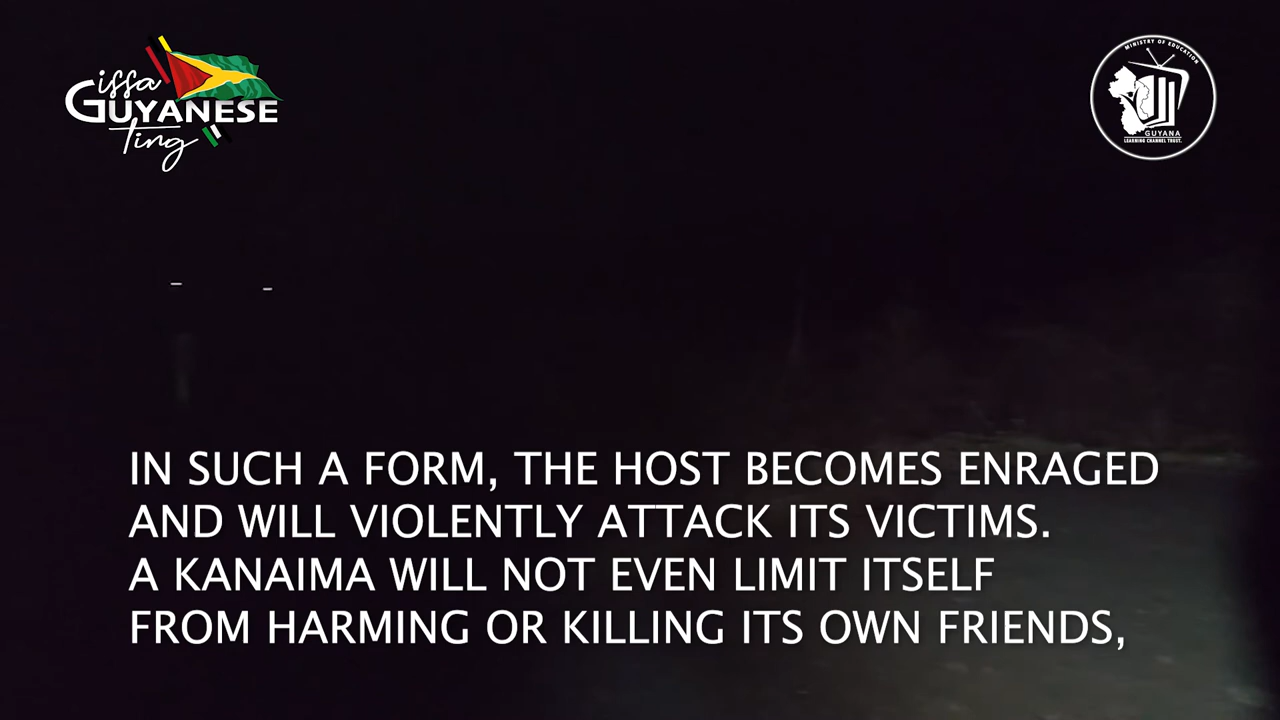 issa
GUYANESE
Ting
MINISTRY OF EDUCATION
GUYANA
LEARNING CHANNEL TRUST.
IN SUCH A FORM, THE HOST BECOMES ENRAGED
AND WILL VIOLENTLY ATTACK ITS VICTIMS.
A KANAIMA WILL NOT EVEN LIMIT ITSELF
FROM HARMING OR KILLING ITS OWN FRIENDS,